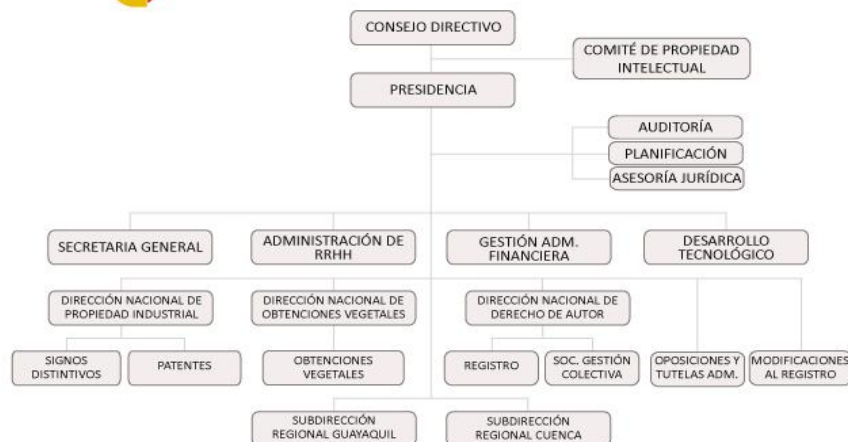 CONSEJO DIRECTIVO
COMITÉ DE PROPIEDAD
INTELECTUAL
PRESIDENCIA
AUDITORÍA
PLANIFICACIÓN
ASESORÍA JURÍDICA
SECRETARIA GENERAL
ADMINISTRACIÓN DE
RRHH
GESTIÓN ADM.
FINANCIERA
DESARROLLO
TECNOLÓGICO
DIRECCIÓN NACIONAL DE
PROPIEDAD INDUSTRIAL
DIRECCIÓN NACIONAL DE
OBTENCIONES VEGETALES
DIRECCIÓN NACIONAL DE
DERECHO DE AUTOR
SIGNOS
DISTINTIVOS
PATENTES
OBTENCIONES
VEGETALES
REGISTRO
SOC. GESTIÓN
COLECTIVA
OPOSICIONES Y
TUTELAS ADM.
MODIFICACIONES
AL REGISTRO
SUBDIRECCIÓN
REGIONAL GUAYAQUIL
SUBDIRECCIÓN
REGIONAL CUENCA